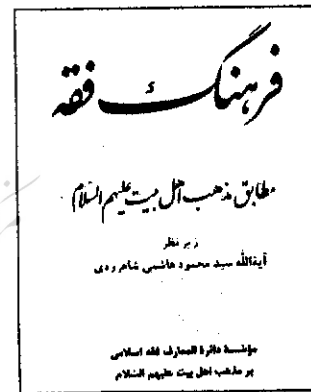 فرهنگ فقه
مطابق مذهب اهل بیت علیهم السلام
زیر نظر
آیةالله سید محمود هاشمی شاهرودی
مؤسسة دائرة المعارف فقه اسلامی
بر مذهب اهل بیت علیهم السلام